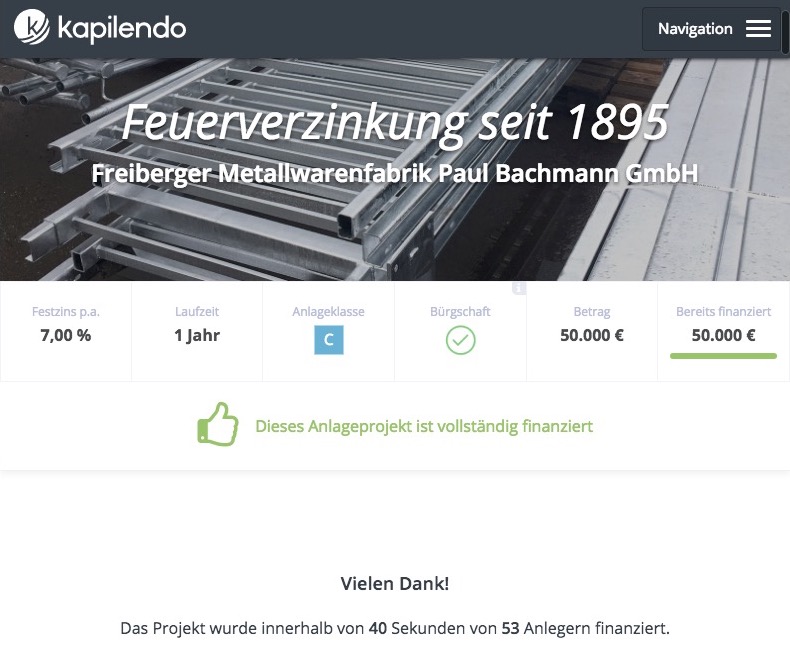 kapilendo
Navigation
Feuerverzinkung seit 1895
Freiberger Metallwarenfabrik Paul Bachmann GmbH
Festzins p.a.
7,00 %
Laufzeit
1 Jahr
Anlageklasse
C
Bürgschaft
Betrag
50.000 €
Bereits finanziert
50.000 €
Dieses Anlageprojekt ist vollständig finanziert
Vielen Dank!
Das Projekt wurde innerhalb von 40 Sekunden von 53 Anlegern finanziert.